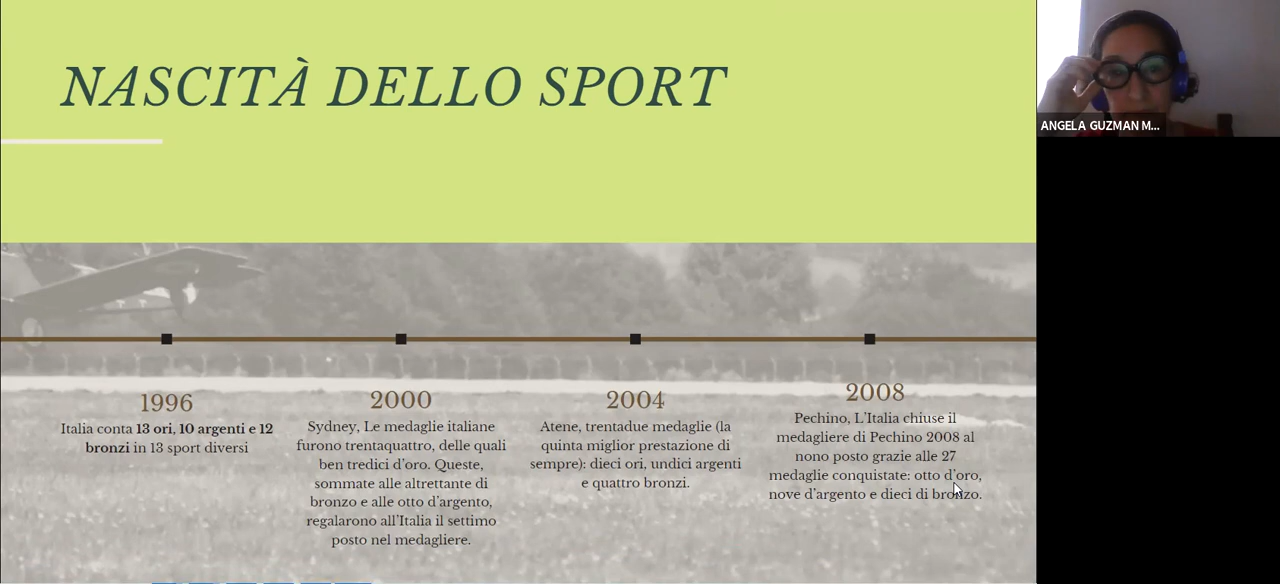 NASCITÀ DELLO SPORT
ANGELA GUZMAN M...
1996
Italia conta 13 ori, 10 argenti e 12
bronzi in 13 sport diversi
2000
Sydney, Le medaglie italiane
furono trentaquattro, delle quali
ben tredici d'oro. Queste,
sommate alle altrettante di
bronzo e alle otto d'argento,
regalarono all'Italia il settimo
posto nel medagliere.
2004
Atene, trentadue medaglie (la
quinta miglior prestazione di
sempre): dieci ori, undici argenti
e quattro bronzi.
2008
Pechino, L'Italia chiuse il
medagliere di Pechino 2008 al
nono posto grazie alle 27
medaglie conquistate: otto d'oro,
nove d'argento e dieci di bronzo.